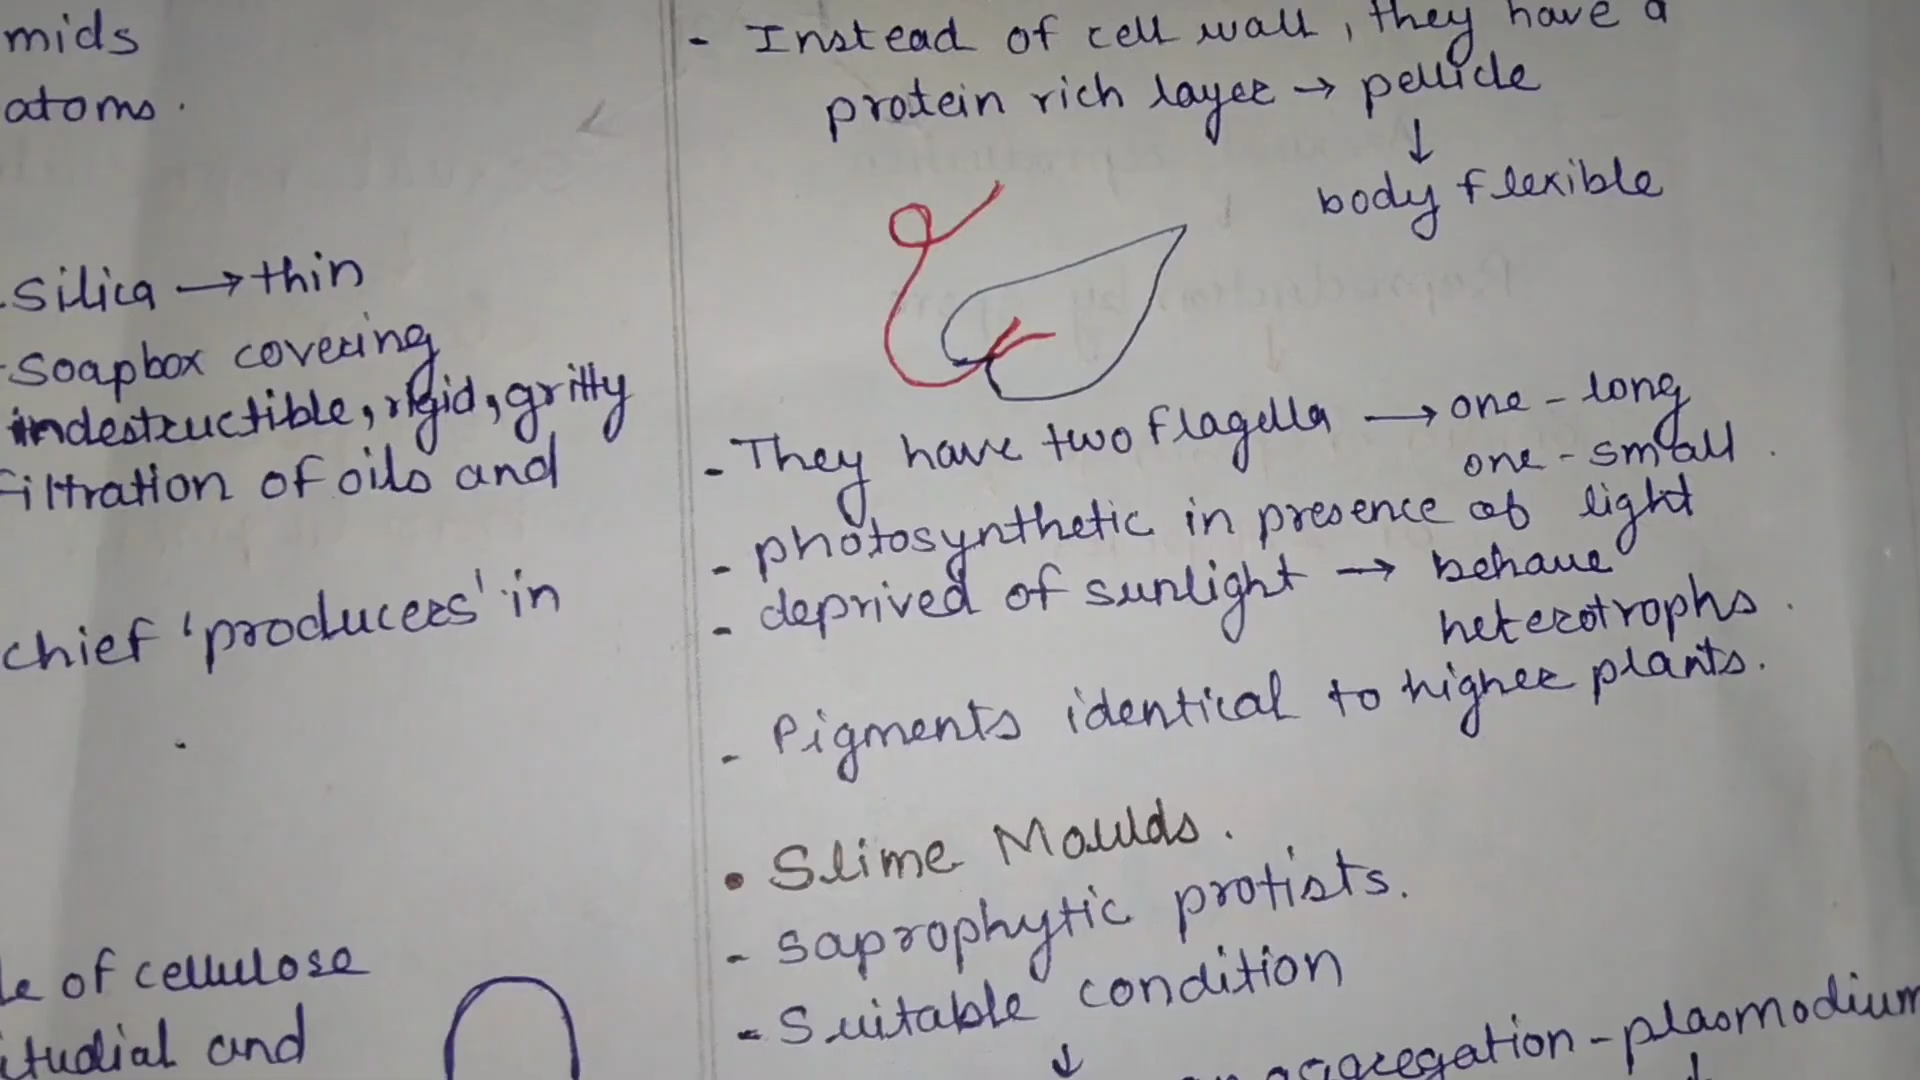 mids
atoms.
Silica → thin
Soapbox covering
indestructible, rigid, gritty
filtration of oils and
chief 'producers' in
le of cellulose
itudial and
- Instead of cell wall, they have a
protein rich layer → pellicle
↓
body flexible
- They have two flagella → one - long
one - small.
- photosynthetic in presence of light
- deprived of sunlight → behave
heterotrophs.
- Pigments identical to higher plants.
• Slime Moulds.
- saprophytic protists.
- Suitable condition
↓
aggregation - plasmodium
↓